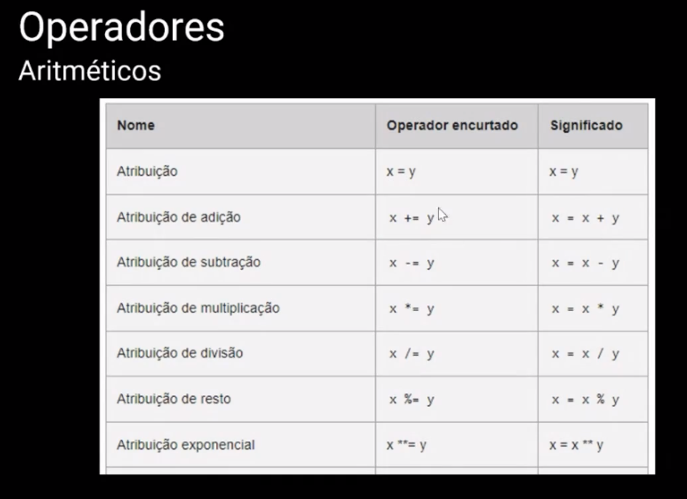 Operadores
Aritméticos
Nome Operador encurtado Significado
Atribuição x = y x = y
Atribuição de adição x += y x = x + y
Atribuição de subtração x -= y x = x - y
Atribuição de multiplicação x *= y x = x * y
Atribuição de divisão x /= y x = x / y
Atribuição de resto x %= y x = x % y
Atribuição exponencial x **= y x = x ** y